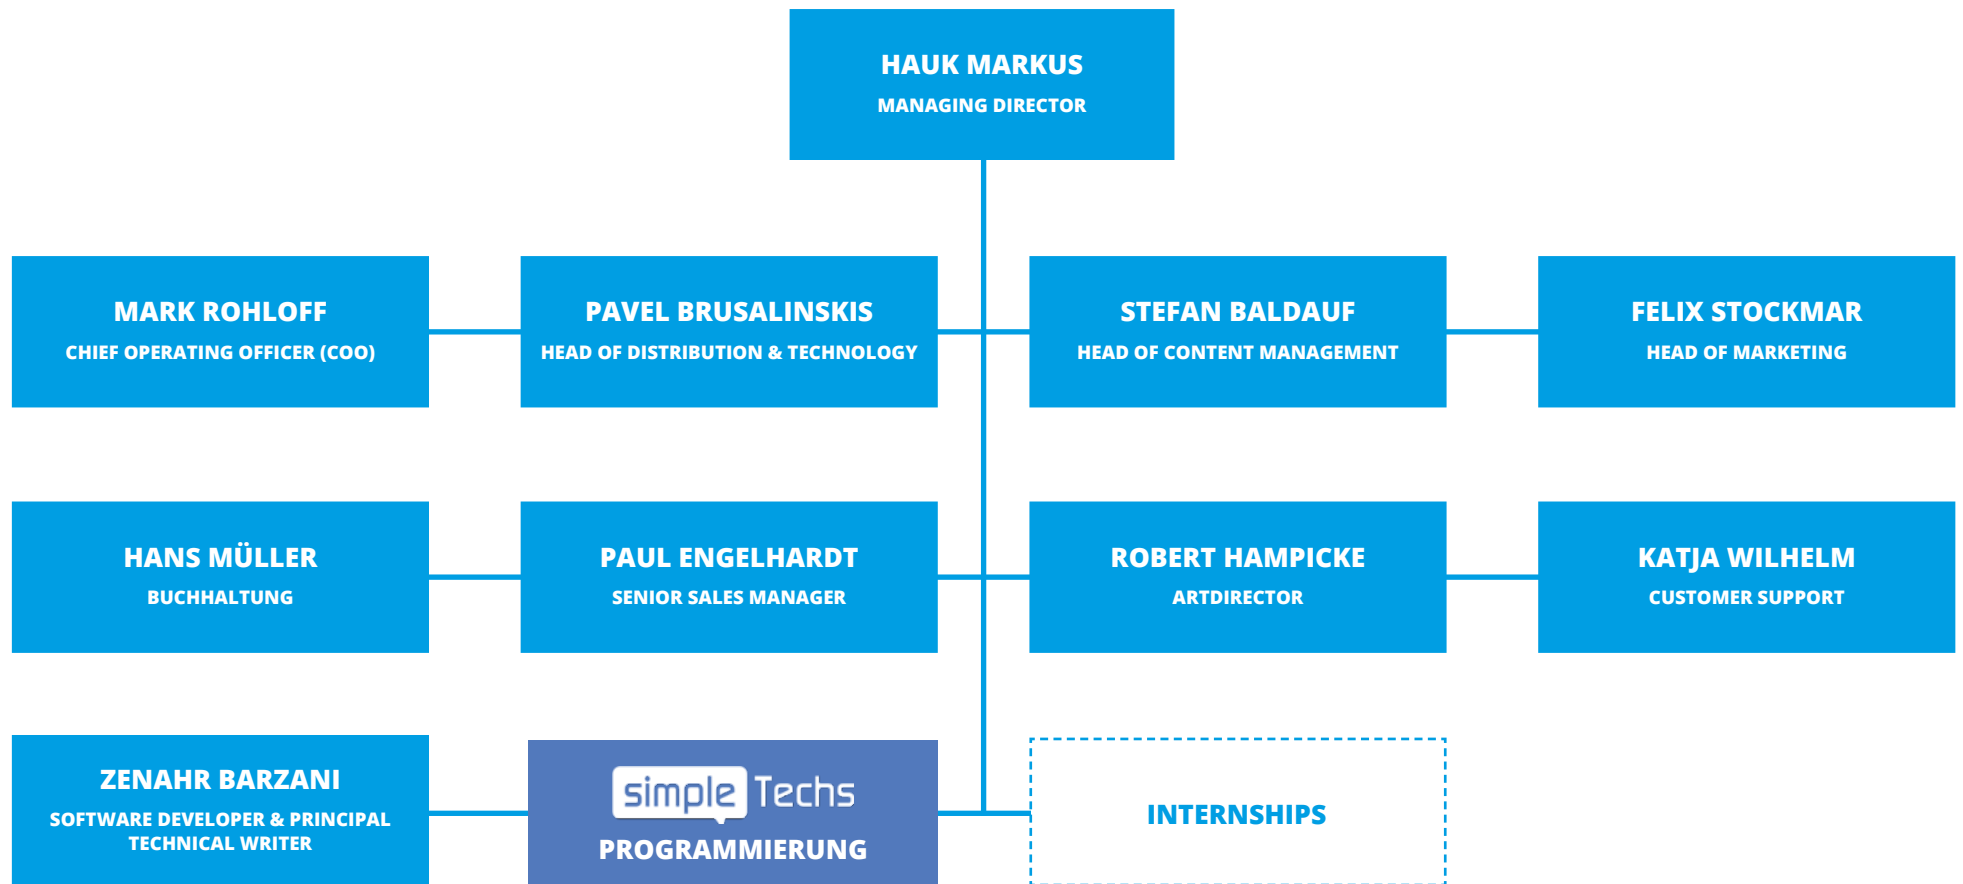 HAUK MARKUS
MANAGING DIRECTOR
MARK ROHLOFF
CHIEF OPERATING OFFICER (COO)
PAVEL BRUSALINSKIS
HEAD OF DISTRIBUTION & TECHNOLOGY
STEFAN BALDAUF
HEAD OF CONTENT MANAGEMENT
FELIX STOCKMAR
HEAD OF MARKETING
HANS MÜLLER
BUCHHALTUNG
PAUL ENGELHARDT
SENIOR SALES MANAGER
ROBERT HAMPICKE
ARTDIRECTOR
KATJA WILHELM
CUSTOMER SUPPORT
ZENAHR BARZANI
SOFTWARE DEVELOPER & PRINCIPAL
TECHNICAL WRITER
simple Techs
PROGRAMMIERUNG
INTERNSHIPS